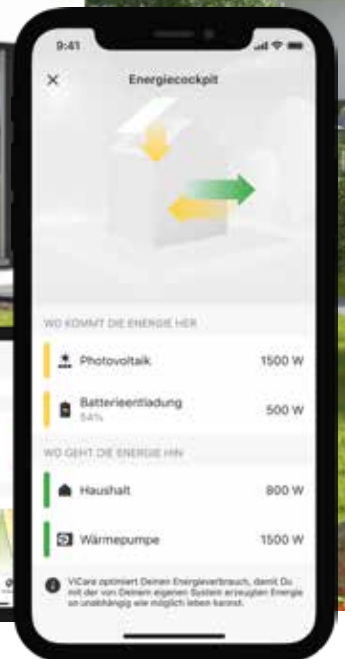 9:41
Energiecockpit
WO KOMMT DIE ENERGIE HER
Photovoltaik 1500 W
Batterieentladung 500 W
54%
WO GEHT DIE ENERGIE HIN
Haushalt 800 W
Wärmepumpe 1500 W
ViCare optimiert Deinen Energieverbrauch, damit Du
mit der von Deinem eigenen System erzeugten Energie
so unabhängig wie möglich leben kannst.